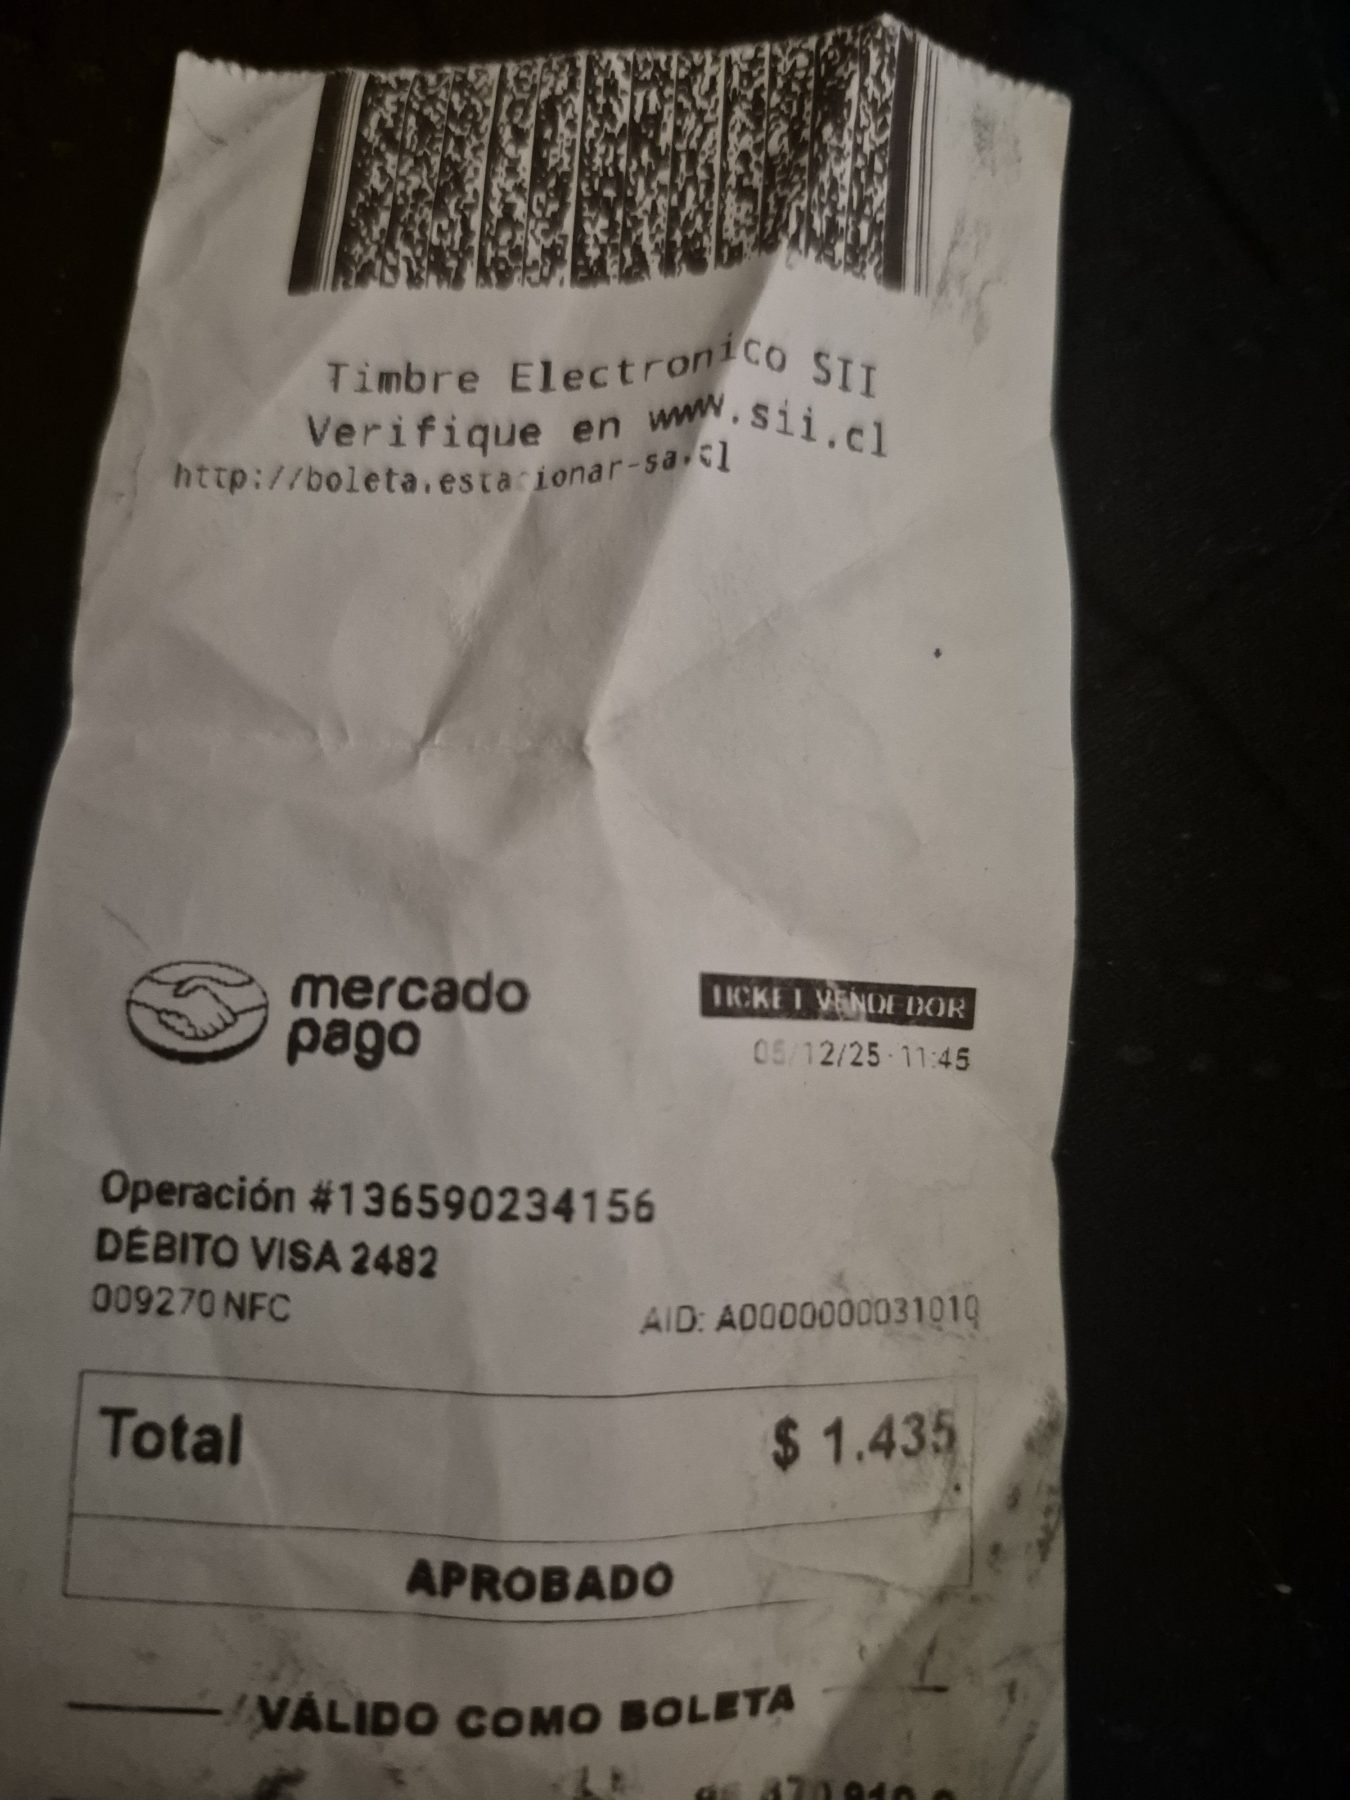 Timbre Electronico SII
Verifique en www.sii.cl
http://boleta.estacionar-sa.cl
mercado
pago
TICKET VENDEDOR
05/12/25 · 11:45
Operación #136590234156
DÉBITO VISA 2482
009270 NFC
AID: A0000000031010
Total
$ 1.435
APROBADO
VÁLIDO COMO BOLETA